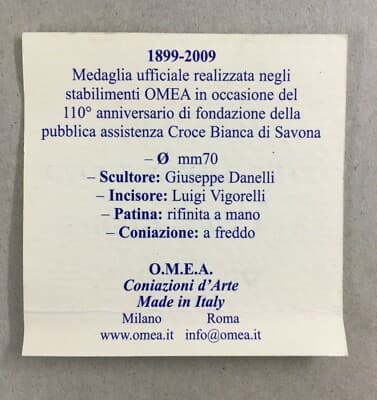 1899-2009
Medaglia ufficiale realizzata negli
stabilimenti OMEA in occasione del
110° anniversario di fondazione della
pubblica assistenza Croce Bianca di Savona
– Ø mm70
– Scultore: Giuseppe Danelli
– Incisore: Luigi Vigorelli
– Patina: rifinita a mano
– Coniazione: a freddo
O.M.E.A.
Coniazioni d'Arte
Made in Italy
Milano Roma
www.omea.it info@omea.it